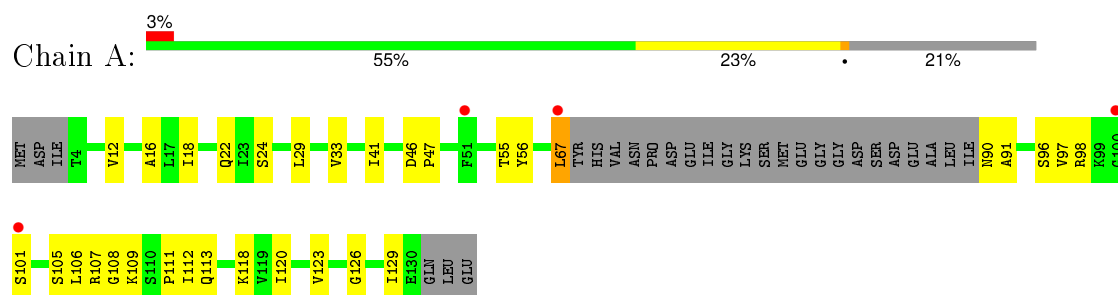 3%
Chain A:
55% 23% • 21%
MET ASP ILE T4 V12 A16 L17 I18 Q22 I23 S24 L29 V33 I41 D46 P47 F51 T55 Y56 L67 TYR HIS VAL ASN PRO ASP GLU ILE GLY LYS SER MET GLU GLY GLY ASP SER ASP GLU ALA LEU ILE N90 A91 S96 V97 R98 K99 G100
S101 S105 L106 R107 G108 K109 S110 P111 I112 Q113 K118 V119 I120 V123 G126 I129 E130 GLN LEU GLU